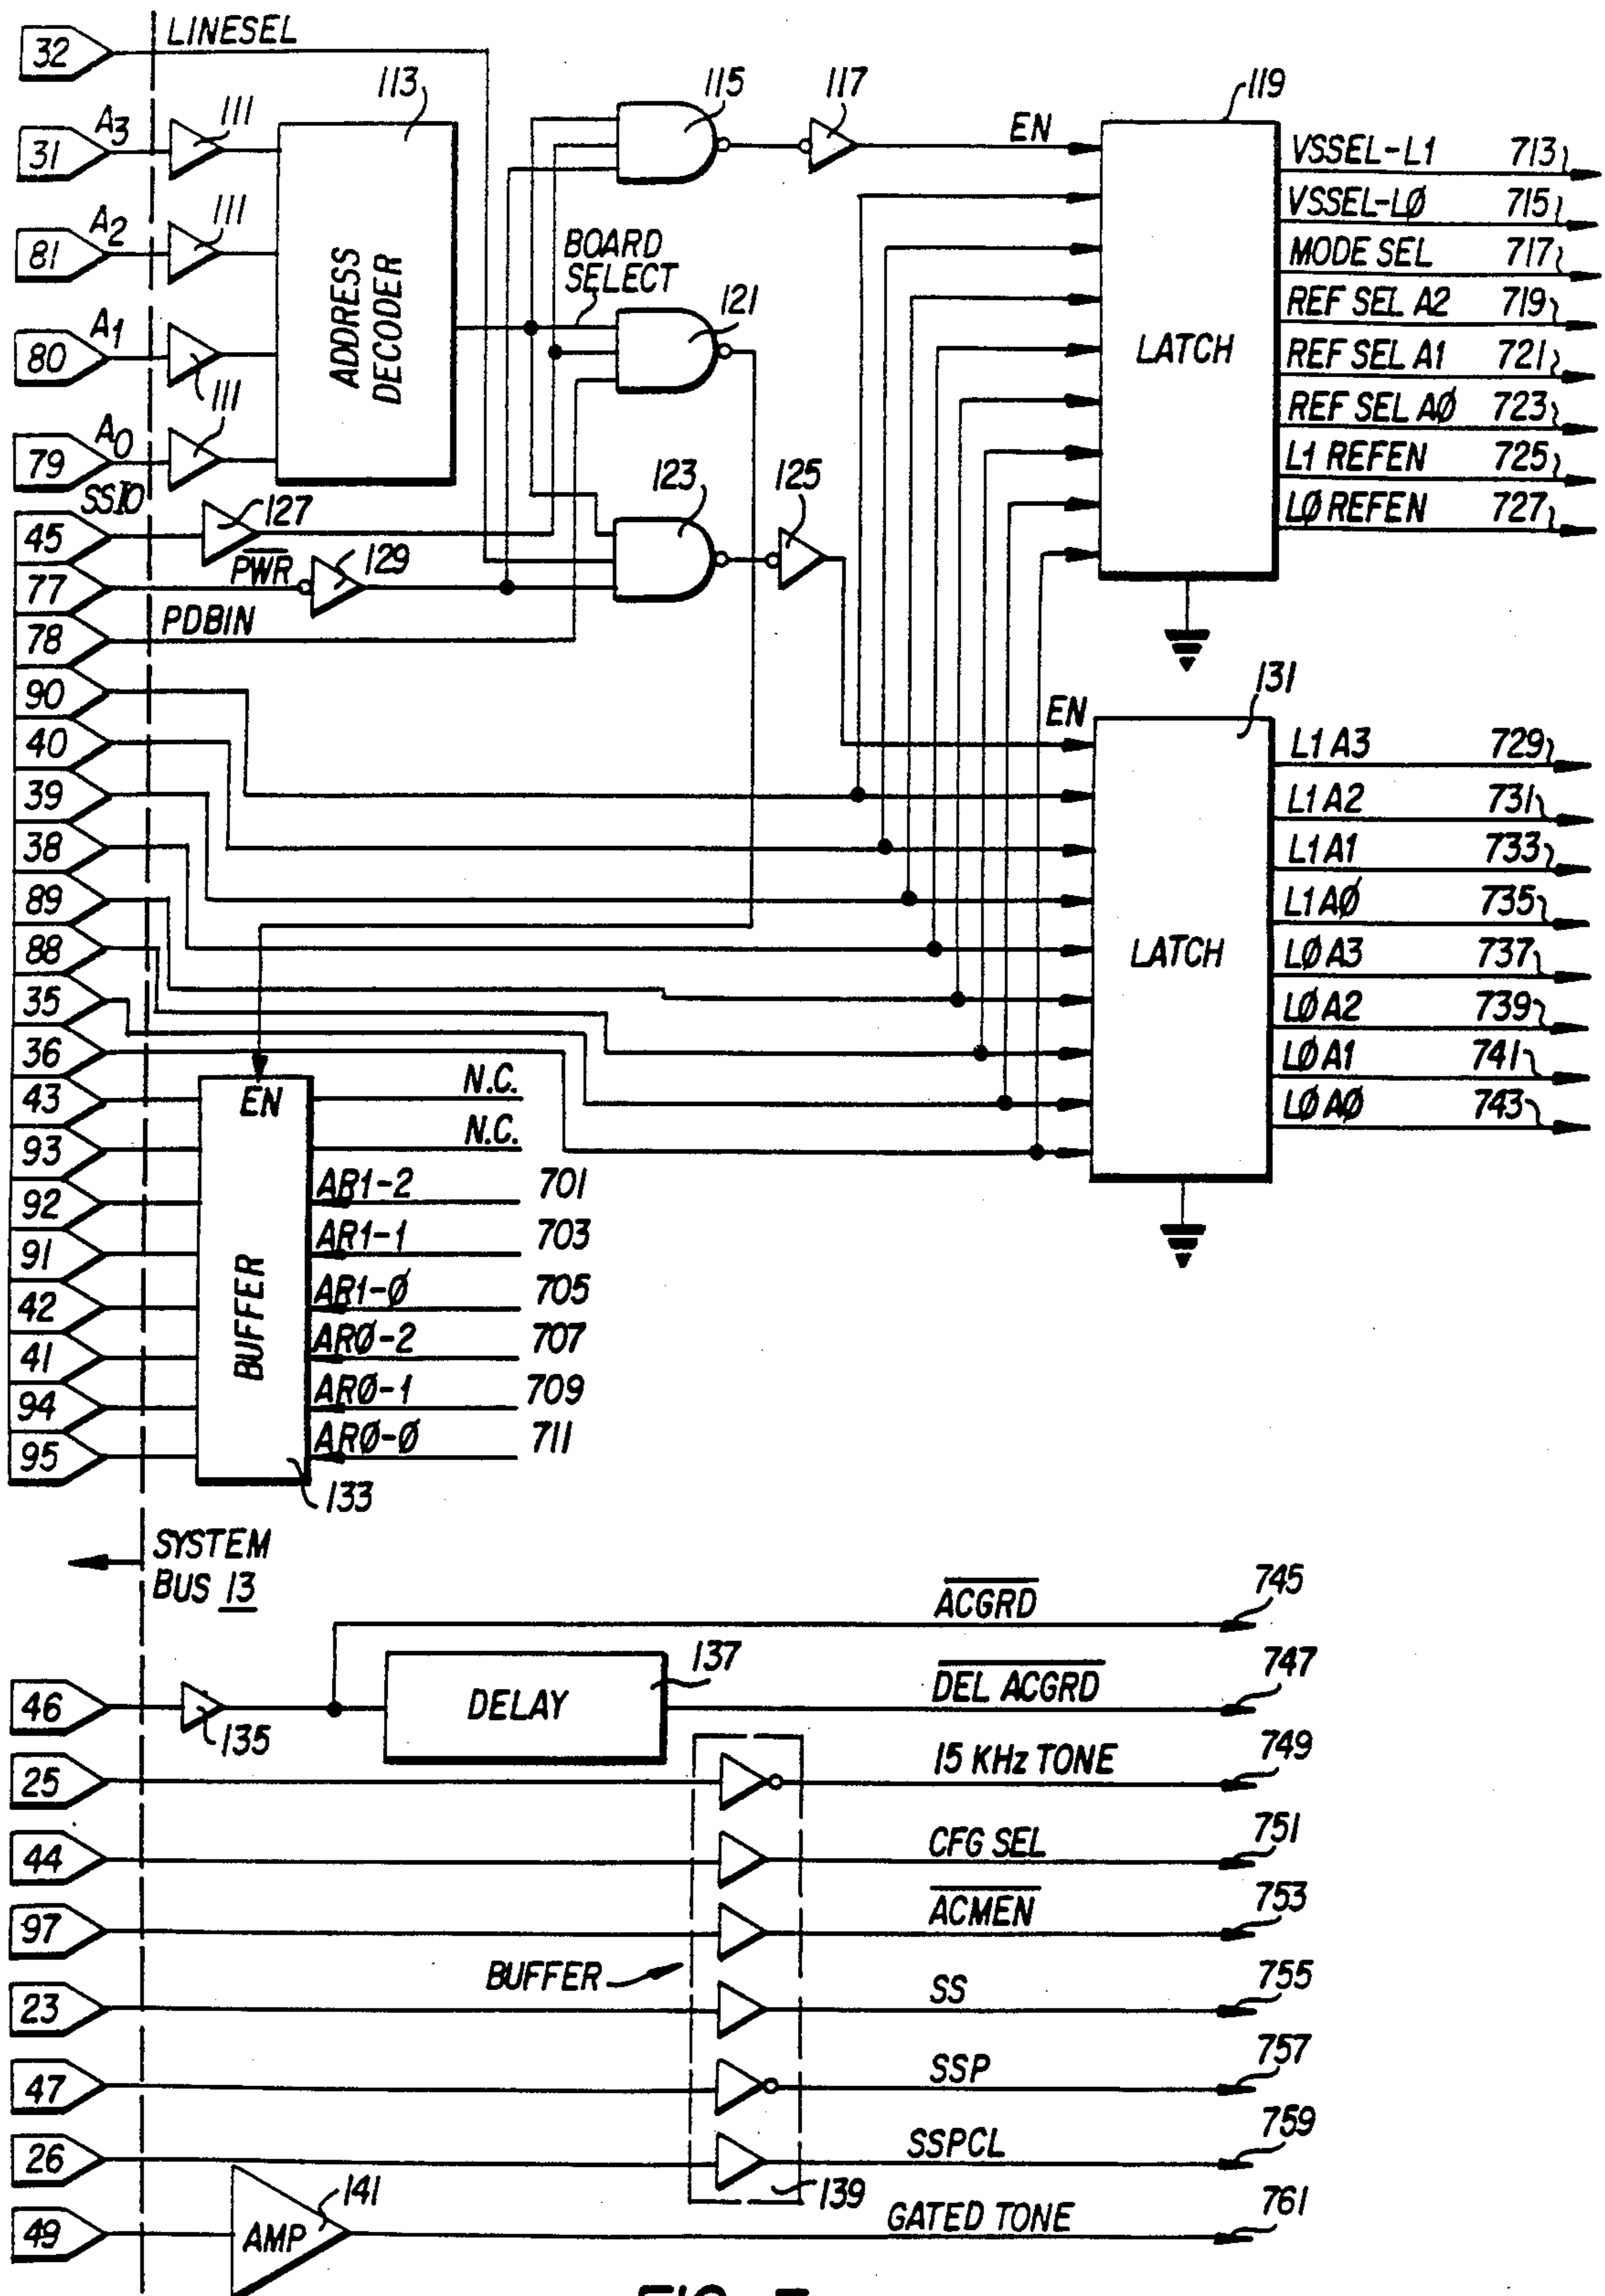 32 LINESEL
31 A3 111
113
115
117
EN
119
VSSEL-L1 713
VSSEL-LØ 715
81 A2 111
MODE SEL 717
BOARD SELECT
REF SEL A2 719
80 A1 111
ADDRESS DECODER
121
LATCH
REF SEL A1 721
REF SEL AØ 723
79 A0 111
L1 REFEN 725
LØ REFEN 727
SSIO
45 127
123
125
77 PWR 129
78 PDBIN
90
40
39
38
89
88
35
36
EN
131
LATCH
L1 A3 729
L1 A2 731
L1 A1 733
L1 AØ 735
LØ A3 737
LØ A2 739
LØ A1 741
LØ AØ 743
43 EN N.C.
93 N.C.
92 AR1-2 701
91 AR1-1 703
42 AR1-Ø 705
41 ARØ-2 707
94 ARØ-1 709
95 ARØ-Ø 711
BUFFER
133
SYSTEM
BUS 13
ACGRD 745
46 135 DELAY 137 DEL ACGRD 747
25 15 KHz TONE 749
44 CFG SEL 751
97 ACMEN 753
BUFFER
23 SS 755
47 SSP 757
26 SSPCL 759
139
49 AMP 141 GATED TONE 761